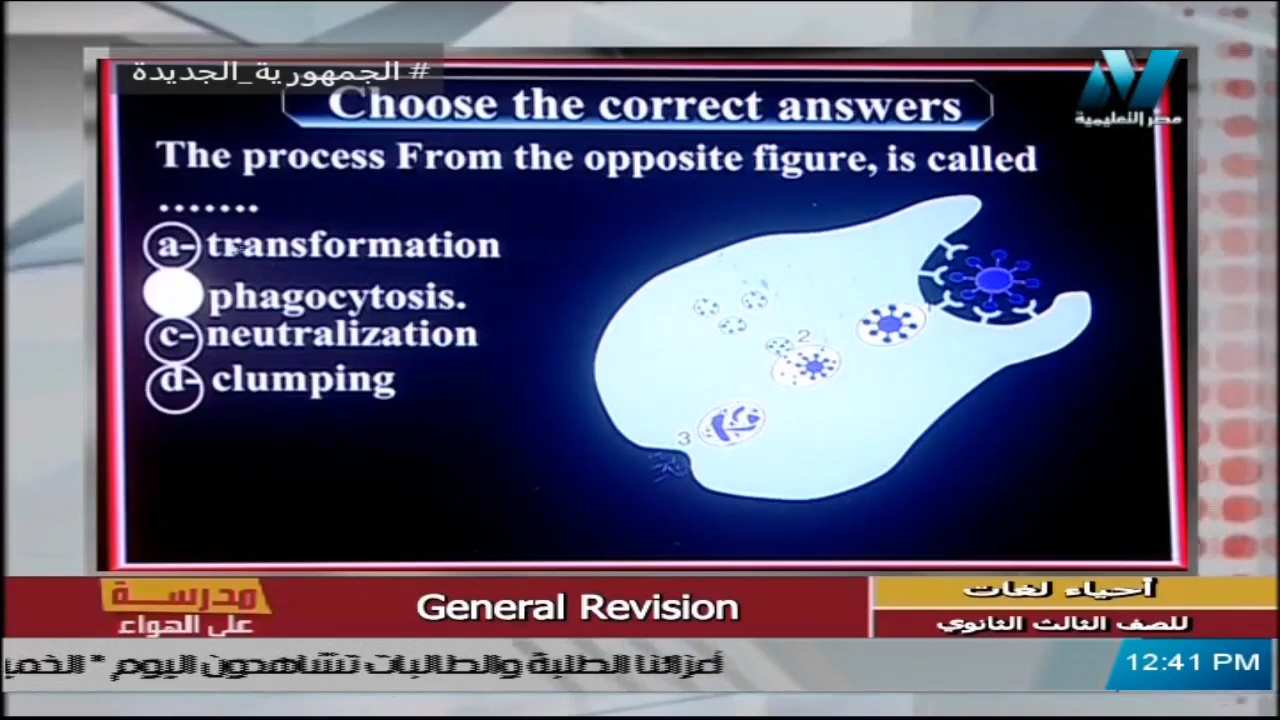 # الجمهورية_الجديدة
مصر التعليمية
Choose the correct answers
The process From the opposite figure, is called
.......
a- transformation
phagocytosis.
c- neutralization
d- clumping
2
3
مدرسة
على الهواء
General Revision
أحياء لغات
للصف الثالث الثانوي
أعزائنا الطلبة والطالبات تشاهدون اليوم "
12:41 PM